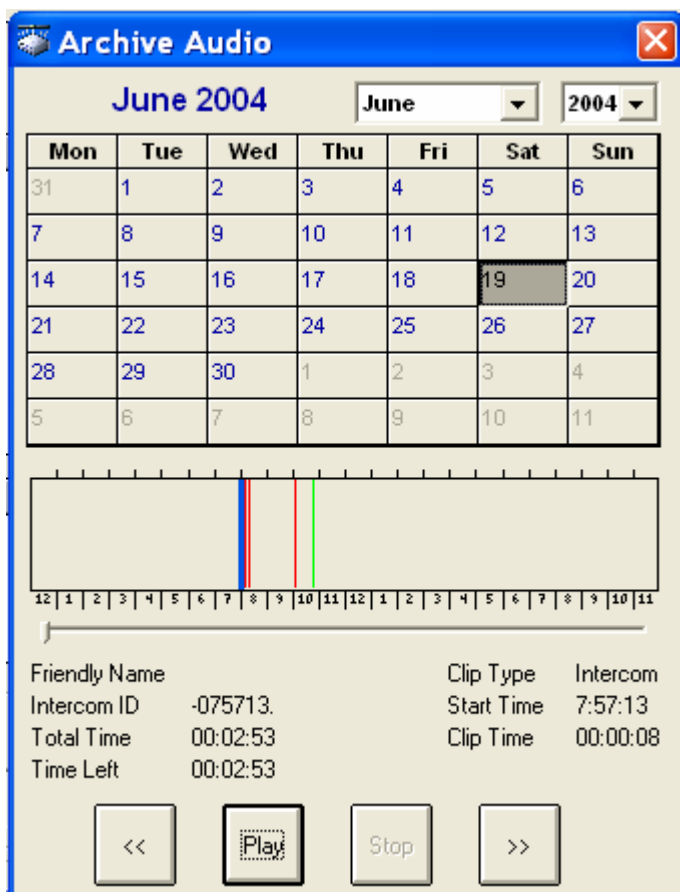 Archive Audio
June 2004 June 2004
Mon Tue Wed Thu Fri Sat Sun
31 1 2 3 4 5 6
7 8 9 10 11 12 13
14 15 16 17 18 19 20
21 22 23 24 25 26 27
28 29 30 1 2 3 4
5 6 7 8 9 10 11
12 1 2 3 4 5 6 7 8 9 10 11 12 1 2 3 4 5 6 7 8 9 10 11
Friendly Name Clip Type Intercom
Intercom ID -075713. Start Time 7:57:13
Total Time 00:02:53 Clip Time 00:00:08
Time Left 00:02:53
<< Play Stop >>